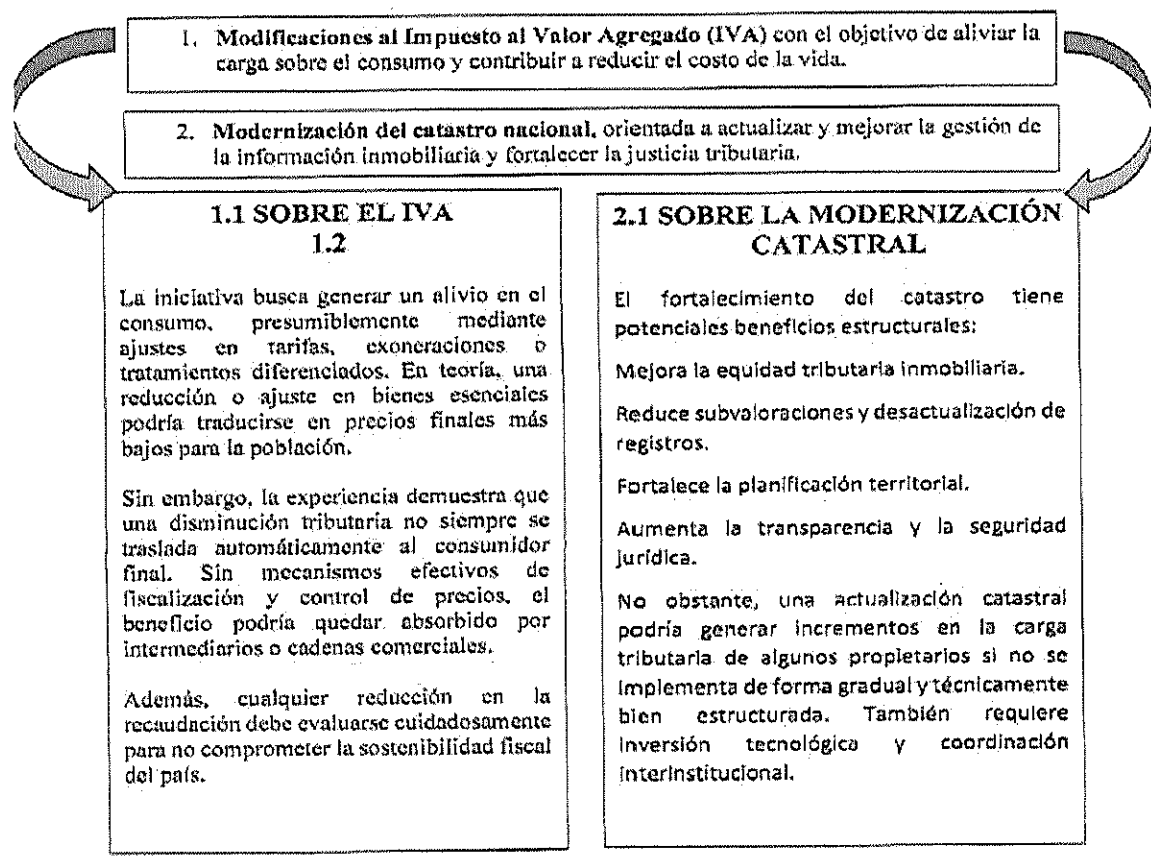 1. Modificaciones al Impuesto al Valor Agregado (IVA) con el objetivo de aliviar la
carga sobre el consumo y contribuir a reducir el costo de la vida.
2. Modernización del catastro nacional, orientada a actualizar y mejorar la gestión de
la información inmobiliaria y fortalecer la justicia tributaria.
1.1 SOBRE EL IVA
1.2
La iniciativa busca generar un alivio en el
consumo, presumiblemente mediante
ajustes en tarifas, exoneraciones o
tratamientos diferenciados. En teoría, una
reducción o ajuste en bienes esenciales
podría traducirse en precios finales más
bajos para la población.
Sin embargo, la experiencia demuestra que
una disminución tributaria no siempre se
traslada automáticamente al consumidor
final. Sin mecanismos efectivos de
fiscalización y control de precios, el
beneficio podría quedar absorbido por
intermediarios o cadenas comerciales.
Además, cualquier reducción en la
recaudación debe evaluarse cuidadosamente
para no comprometer la sostenibilidad fiscal
del país.
2.1 SOBRE LA MODERNIZACIÓN
CATASTRAL
El fortalecimiento del catastro tiene
potenciales beneficios estructurales:
Mejora la equidad tributaria inmobiliaria.
Reduce subvaloraciones y desactualización de
registros.
Fortalece la planificación territorial.
Aumenta la transparencia y la seguridad
jurídica.
No obstante, una actualización catastral
podría generar incrementos en la carga
tributaria de algunos propietarios si no se
implementa de forma gradual y técnicamente
bien estructurada. También requiere
inversión tecnológica y coordinación
interinstitucional.